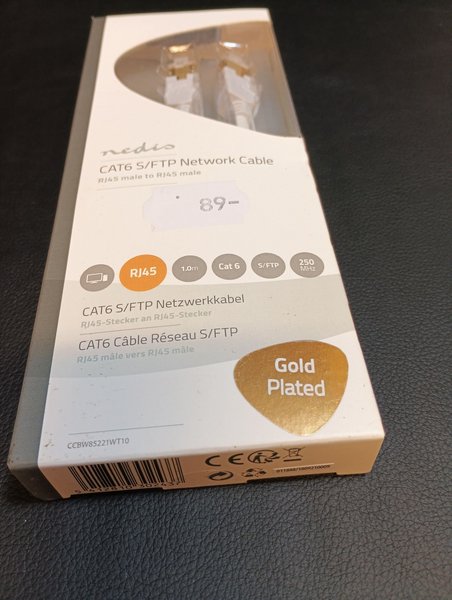 nedis
CAT6 S/FTP Network Cable
RJ45 male to RJ45 male
89-
RJ45
1.0m
Cat 6
S/FTP
250
MHz
CAT6 S/FTP Netzwerkkabel
RJ45-Stecker an RJ45-Stecker
CAT6 Câble Réseau S/FTP
RJ45 mâle vers RJ45 mâle
Gold
Plated
CCBW85221WT10
CE